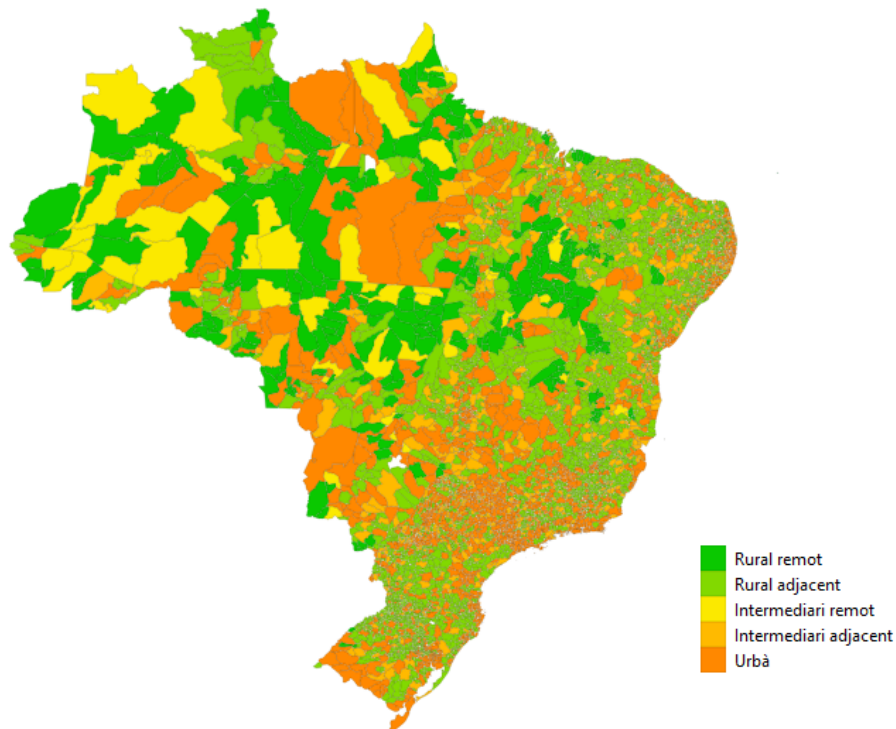 Rural remot
Rural adjacent
Intermediari remot
Intermediari adjacent
Urbà